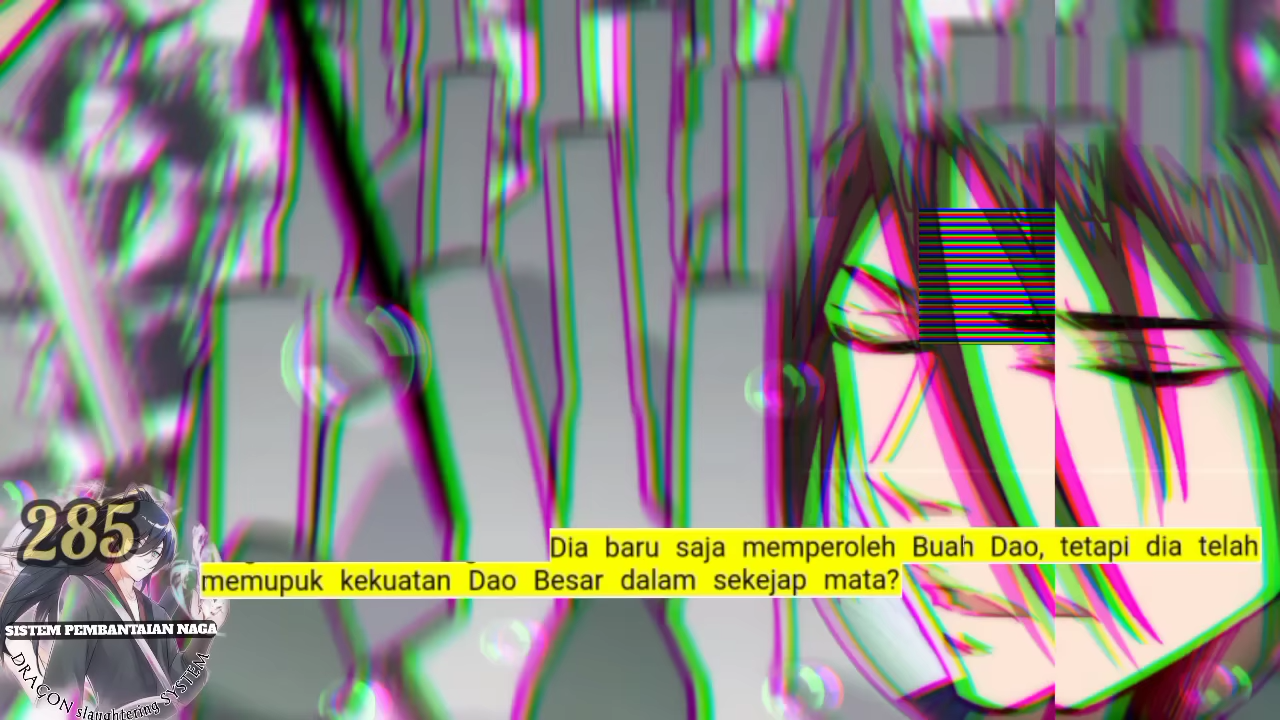 285
Dia baru saja memperoleh Buah Dao, tetapi dia telah
memupuk kekuatan Dao Besar dalam sekejap mata?
SISTEM PEMBANTAIAN NAGA
DRAGON slaughtering SYSTEM